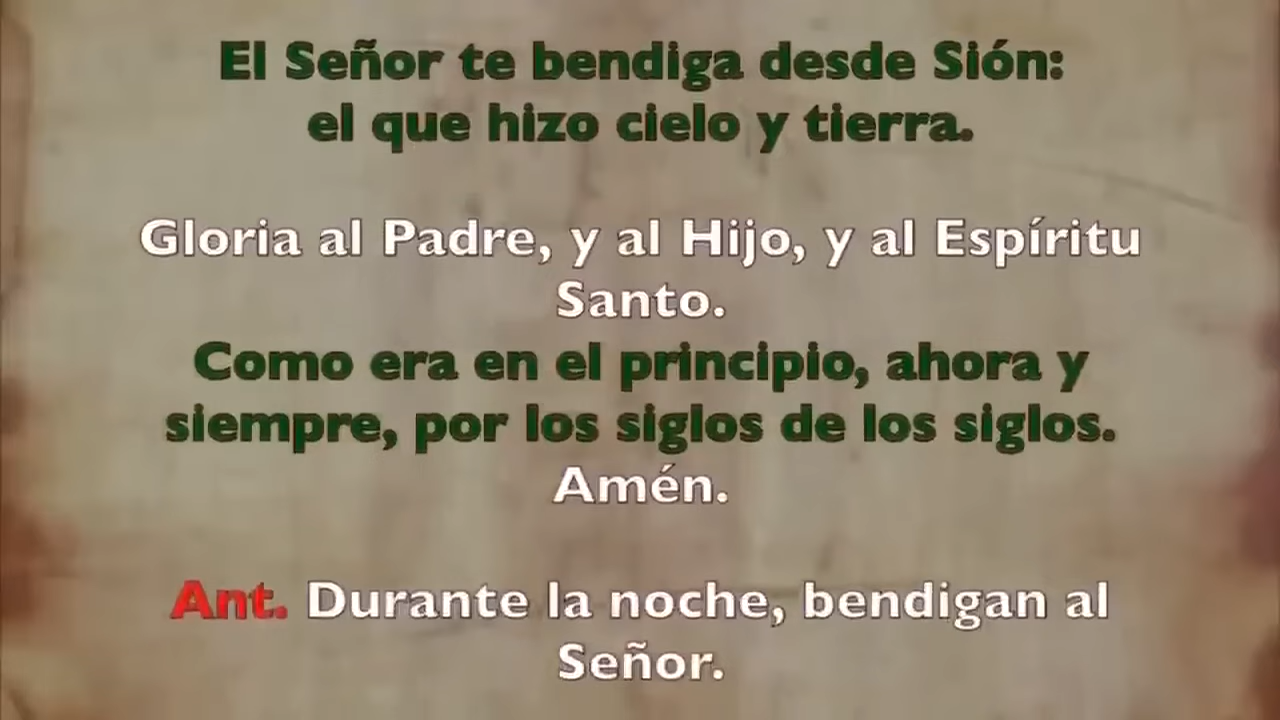 El Señor te bendiga desde Sión:
el que hizo cielo y tierra.
Gloria al Padre, y al Hijo, y al Espíritu
Santo.
Como era en el principio, ahora y
siempre, por los siglos de los siglos.
Amén.
Ant. Durante la noche, bendigan al
Señor.